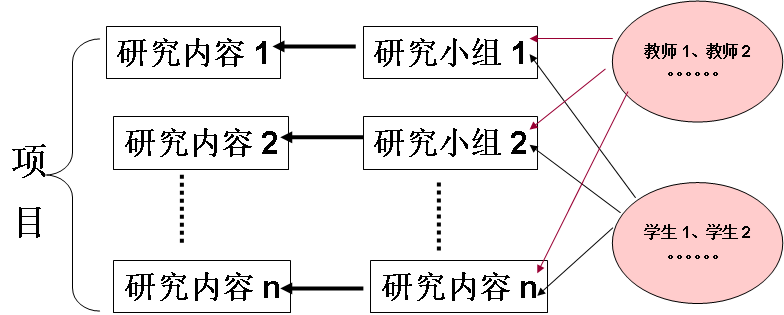 研究内容 1
研究小组 1
教师 1、教师 2
。。。。。。
研究内容 2
研究小组 2
项
目
学生 1、学生 2
。。。。。。
研究内容 n
研究内容 n